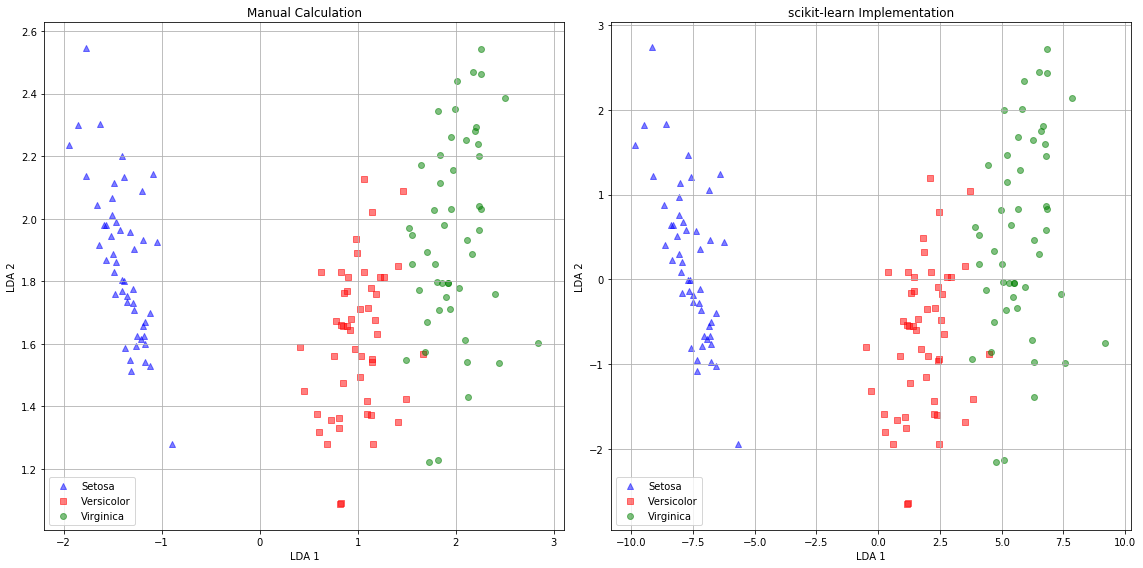 Manual Calculation
2.6
2.4
2.2
2.0
1.8
1.6
1.4
1.2
LDA 2
−2
−1
0
1
2
3
LDA 1
Setosa
Versicolor
Virginica
scikit-learn Implementation
3
2
1
0
−1
−2
LDA 2
−10.0
−7.5
−5.0
−2.5
0.0
2.5
5.0
7.5
10.0
LDA 1
Setosa
Versicolor
Virginica